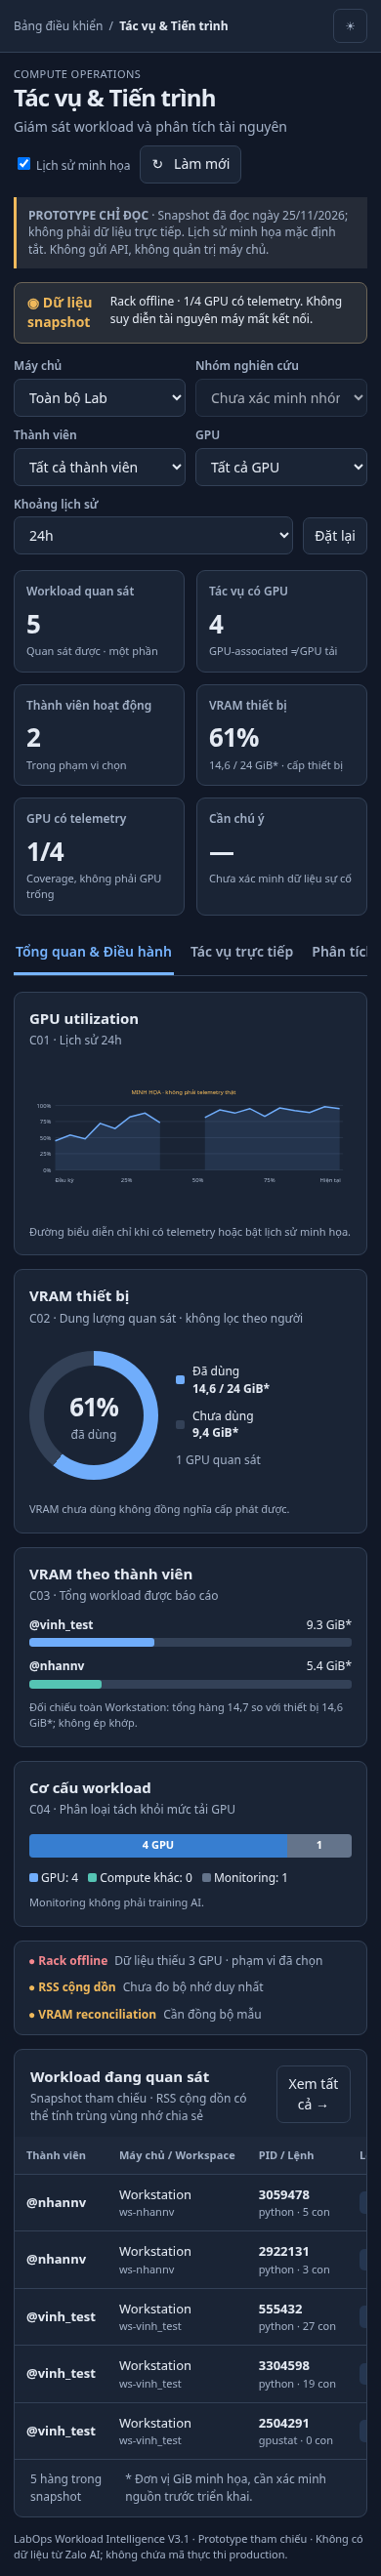 Bảng điều khiển / Tác vụ & Tiến trình
☀
COMPUTE OPERATIONS
Tác vụ & Tiến trình
Giám sát workload và phân tích tài nguyên
Lịch sử minh họa
↻ Làm mới
PROTOTYPE CHỈ ĐỌC · Snapshot đã đọc ngày 25/11/2026;
không phải dữ liệu trực tiếp. Lịch sử minh họa mặc định
tắt. Không gửi API, không quản trị máy chủ.
◉ Dữ liệu
snapshot
Rack offline · 1/4 GPU có telemetry. Không
suy diễn tài nguyên máy mất kết nối.
Máy chủ
Nhóm nghiên cứu
Toàn bộ Lab
Chưa xác minh nhón
Thành viên
GPU
Tất cả thành viên
Tất cả GPU
Khoảng lịch sử
24h
Đặt lại
Workload quan sát
5
Quan sát được · một phần
Tác vụ có GPU
4
GPU-associated ≠ GPU tải
Thành viên hoạt động
2
Trong phạm vi chọn
VRAM thiết bị
61%
14,6 / 24 GiB* · cấp thiết bị
GPU có telemetry
1/4
Coverage, không phải GPU
trống
Cần chú ý
—
Chưa xác minh dữ liệu sự cố
Tổng quan & Điều hành
Tác vụ trực tiếp
Phân tích
GPU utilization
C01 · Lịch sử 24h
MINH HỌA - không phải telemetry thật
100%
75%
50%
25%
0%
Đầu kỳ 25% 50% 75% Hiện tại
Đường biểu diễn chỉ khi có telemetry hoặc bật lịch sử minh họa.
VRAM thiết bị
C02 · Dung lượng quan sát · không lọc theo người
61%
đã dùng
Đã dùng
14,6 / 24 GiB*
Chưa dùng
9,4 GiB*
1 GPU quan sát
VRAM chưa dùng không đồng nghĩa cấp phát được.
VRAM theo thành viên
C03 · Tổng workload được báo cáo
@vinh_test 9.3 GiB*
@nhannv 5.4 GiB*
Đối chiếu toàn Workstation: tổng hàng 14,7 so với thiết bị 14,6
GiB*; không ép khớp.
Cơ cấu workload
C04 · Phân loại tách khỏi mức tải GPU
4 GPU 1
GPU: 4 Compute khác: 0 Monitoring: 1
Monitoring không phải training AI.
● Rack offline Dữ liệu thiếu 3 GPU · phạm vi đã chọn
● RSS cộng dồn Chưa đo bộ nhớ duy nhất
● VRAM reconciliation Cần đồng bộ mẫu
Workload đang quan sát
Snapshot tham chiếu · RSS cộng dồn có
thể tính trùng vùng nhớ chia sẻ
Xem tất
cả →
Thành viên Máy chủ / Workspace PID / Lệnh L
@nhannv Workstation 3059478
ws-nhannv python · 5 con
@nhannv Workstation 2922131
ws-nhannv python · 3 con
@vinh_test Workstation 555432
ws-vinh_test python · 27 con
@vinh_test Workstation 3304598
ws-vinh_test python · 19 con
@vinh_test Workstation 2504291
ws-vinh_test gpustat · 0 con
5 hàng trong
snapshot
* Đơn vị GiB minh họa, cần xác minh
nguồn trước triển khai.
LabOps Workload Intelligence V3.1 · Prototype tham chiếu · Không có
dữ liệu từ Zalo AI; không chứa mã thực thi production.